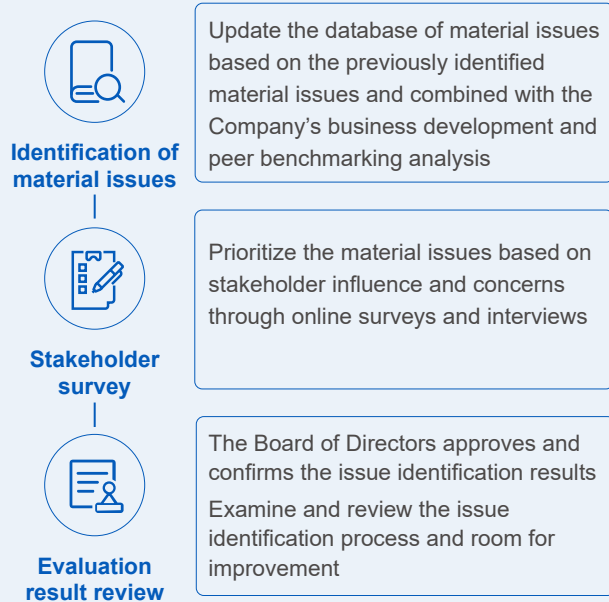 Identification of
material issues
Update the database of material issues
based on the previously identified
material issues and combined with the
Company’s business development and
peer benchmarking analysis
Stakeholder
survey
Prioritize the material issues based on
stakeholder influence and concerns
through online surveys and interviews
Evaluation
result review
The Board of Directors approves and
confirms the issue identification results
Examine and review the issue
identification process and room for
improvement